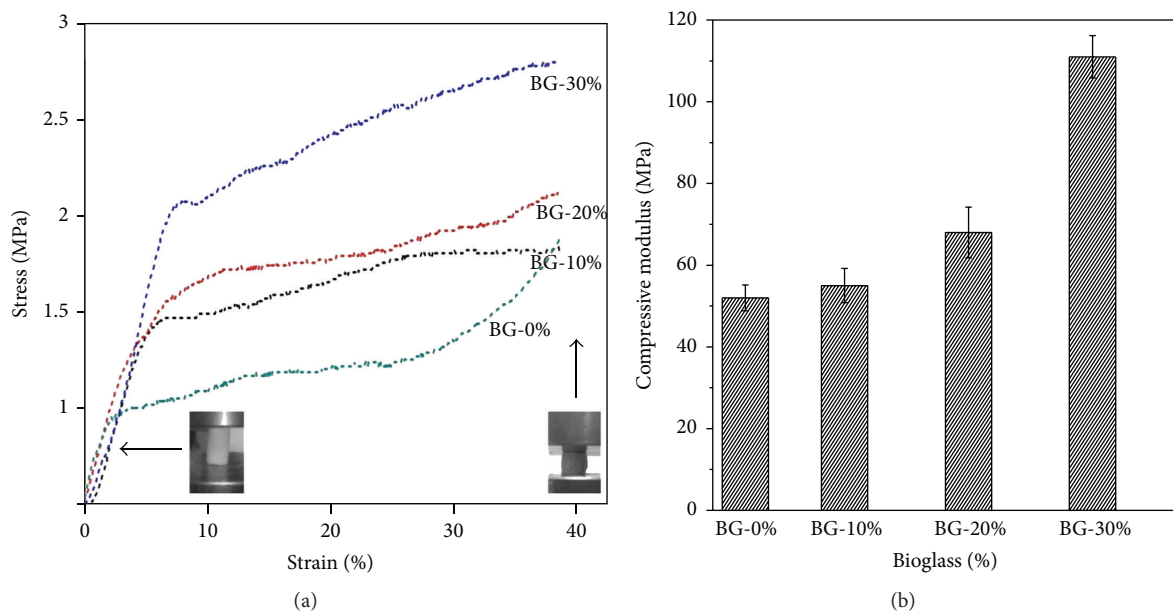 3
2.5
2
1.5
1
0
10
20
30
40
Stress (MPa)
Strain (%)
BG-30%
BG-20%
BG-10%
BG-0%
(a)
120
100
80
60
40
20
0
Compressive modulus (MPa)
BG-0%
BG-10%
BG-20%
BG-30%
Bioglass (%)
(b)